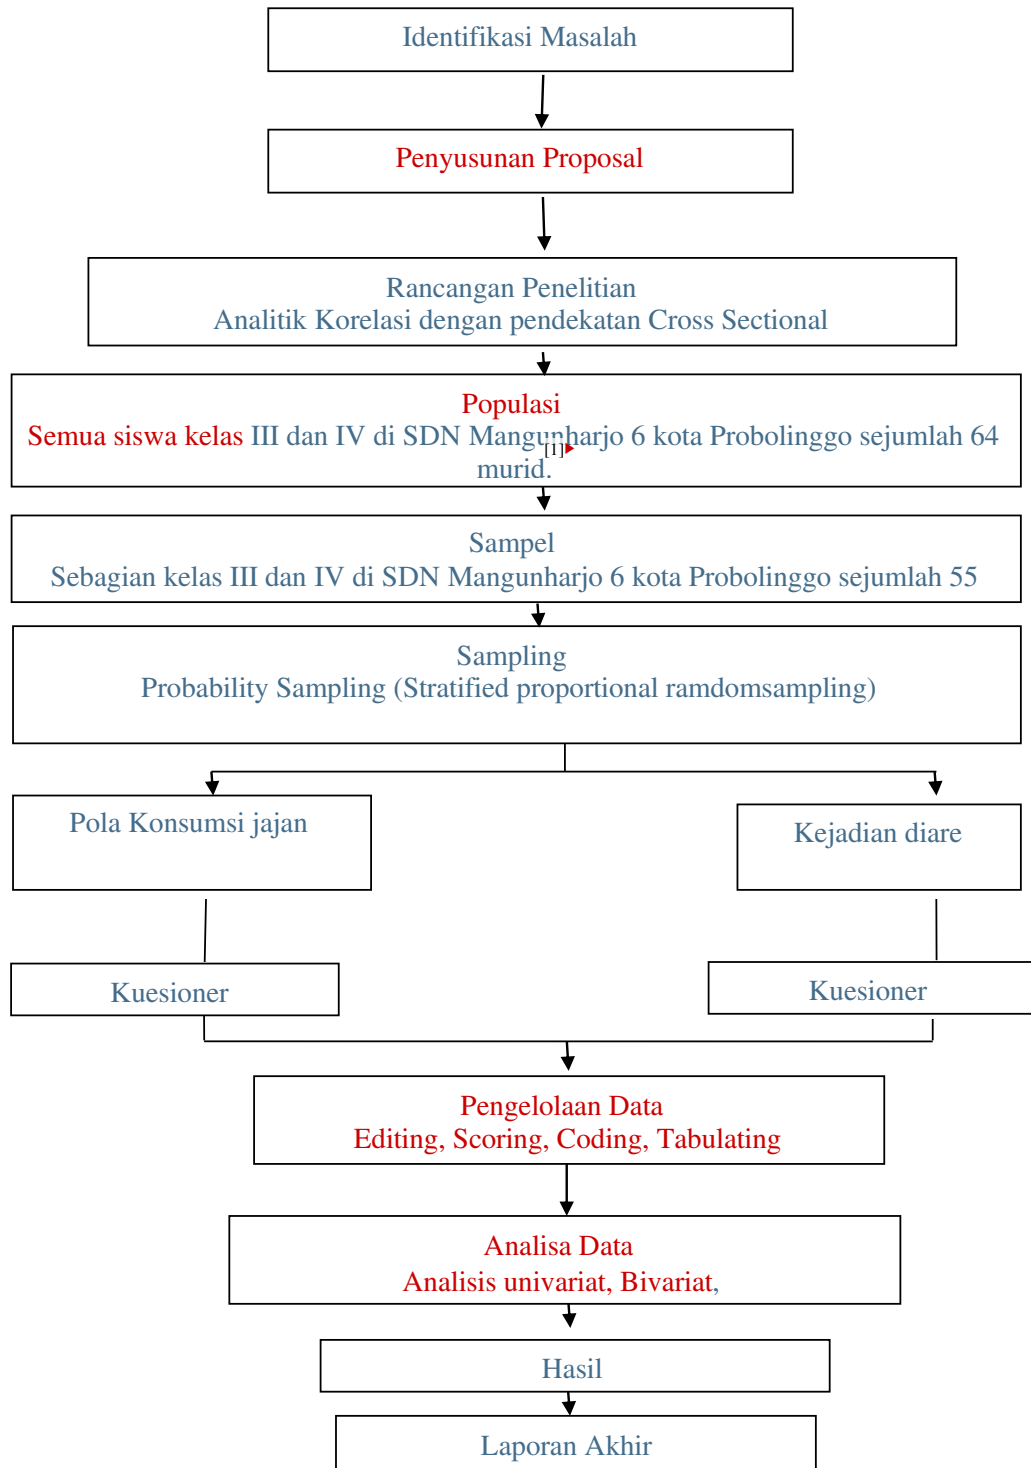 Identifikasi Masalah
Penyusunan Proposal
Rancangan Penelitian
Analitik Korelasi dengan pendekatan Cross Sectional
Populasi
Semua siswa kelas III dan IV di SDN Mangunharjo 6 kota Probolinggo sejumlah 64
[1]
murid.
Sampel
Sebagian kelas III dan IV di SDN Mangunharjo 6 kota Probolinggo sejumlah 55
Sampling
Probability Sampling (Stratified proportional ramdomsampling)
Pola Konsumsi jajan
Kejadian diare
Kuesioner
Kuesioner
Pengelolaan Data
Editing, Scoring, Coding, Tabulating
Analisa Data
Analisis univariat, Bivariat,
Hasil
Laporan Akhir